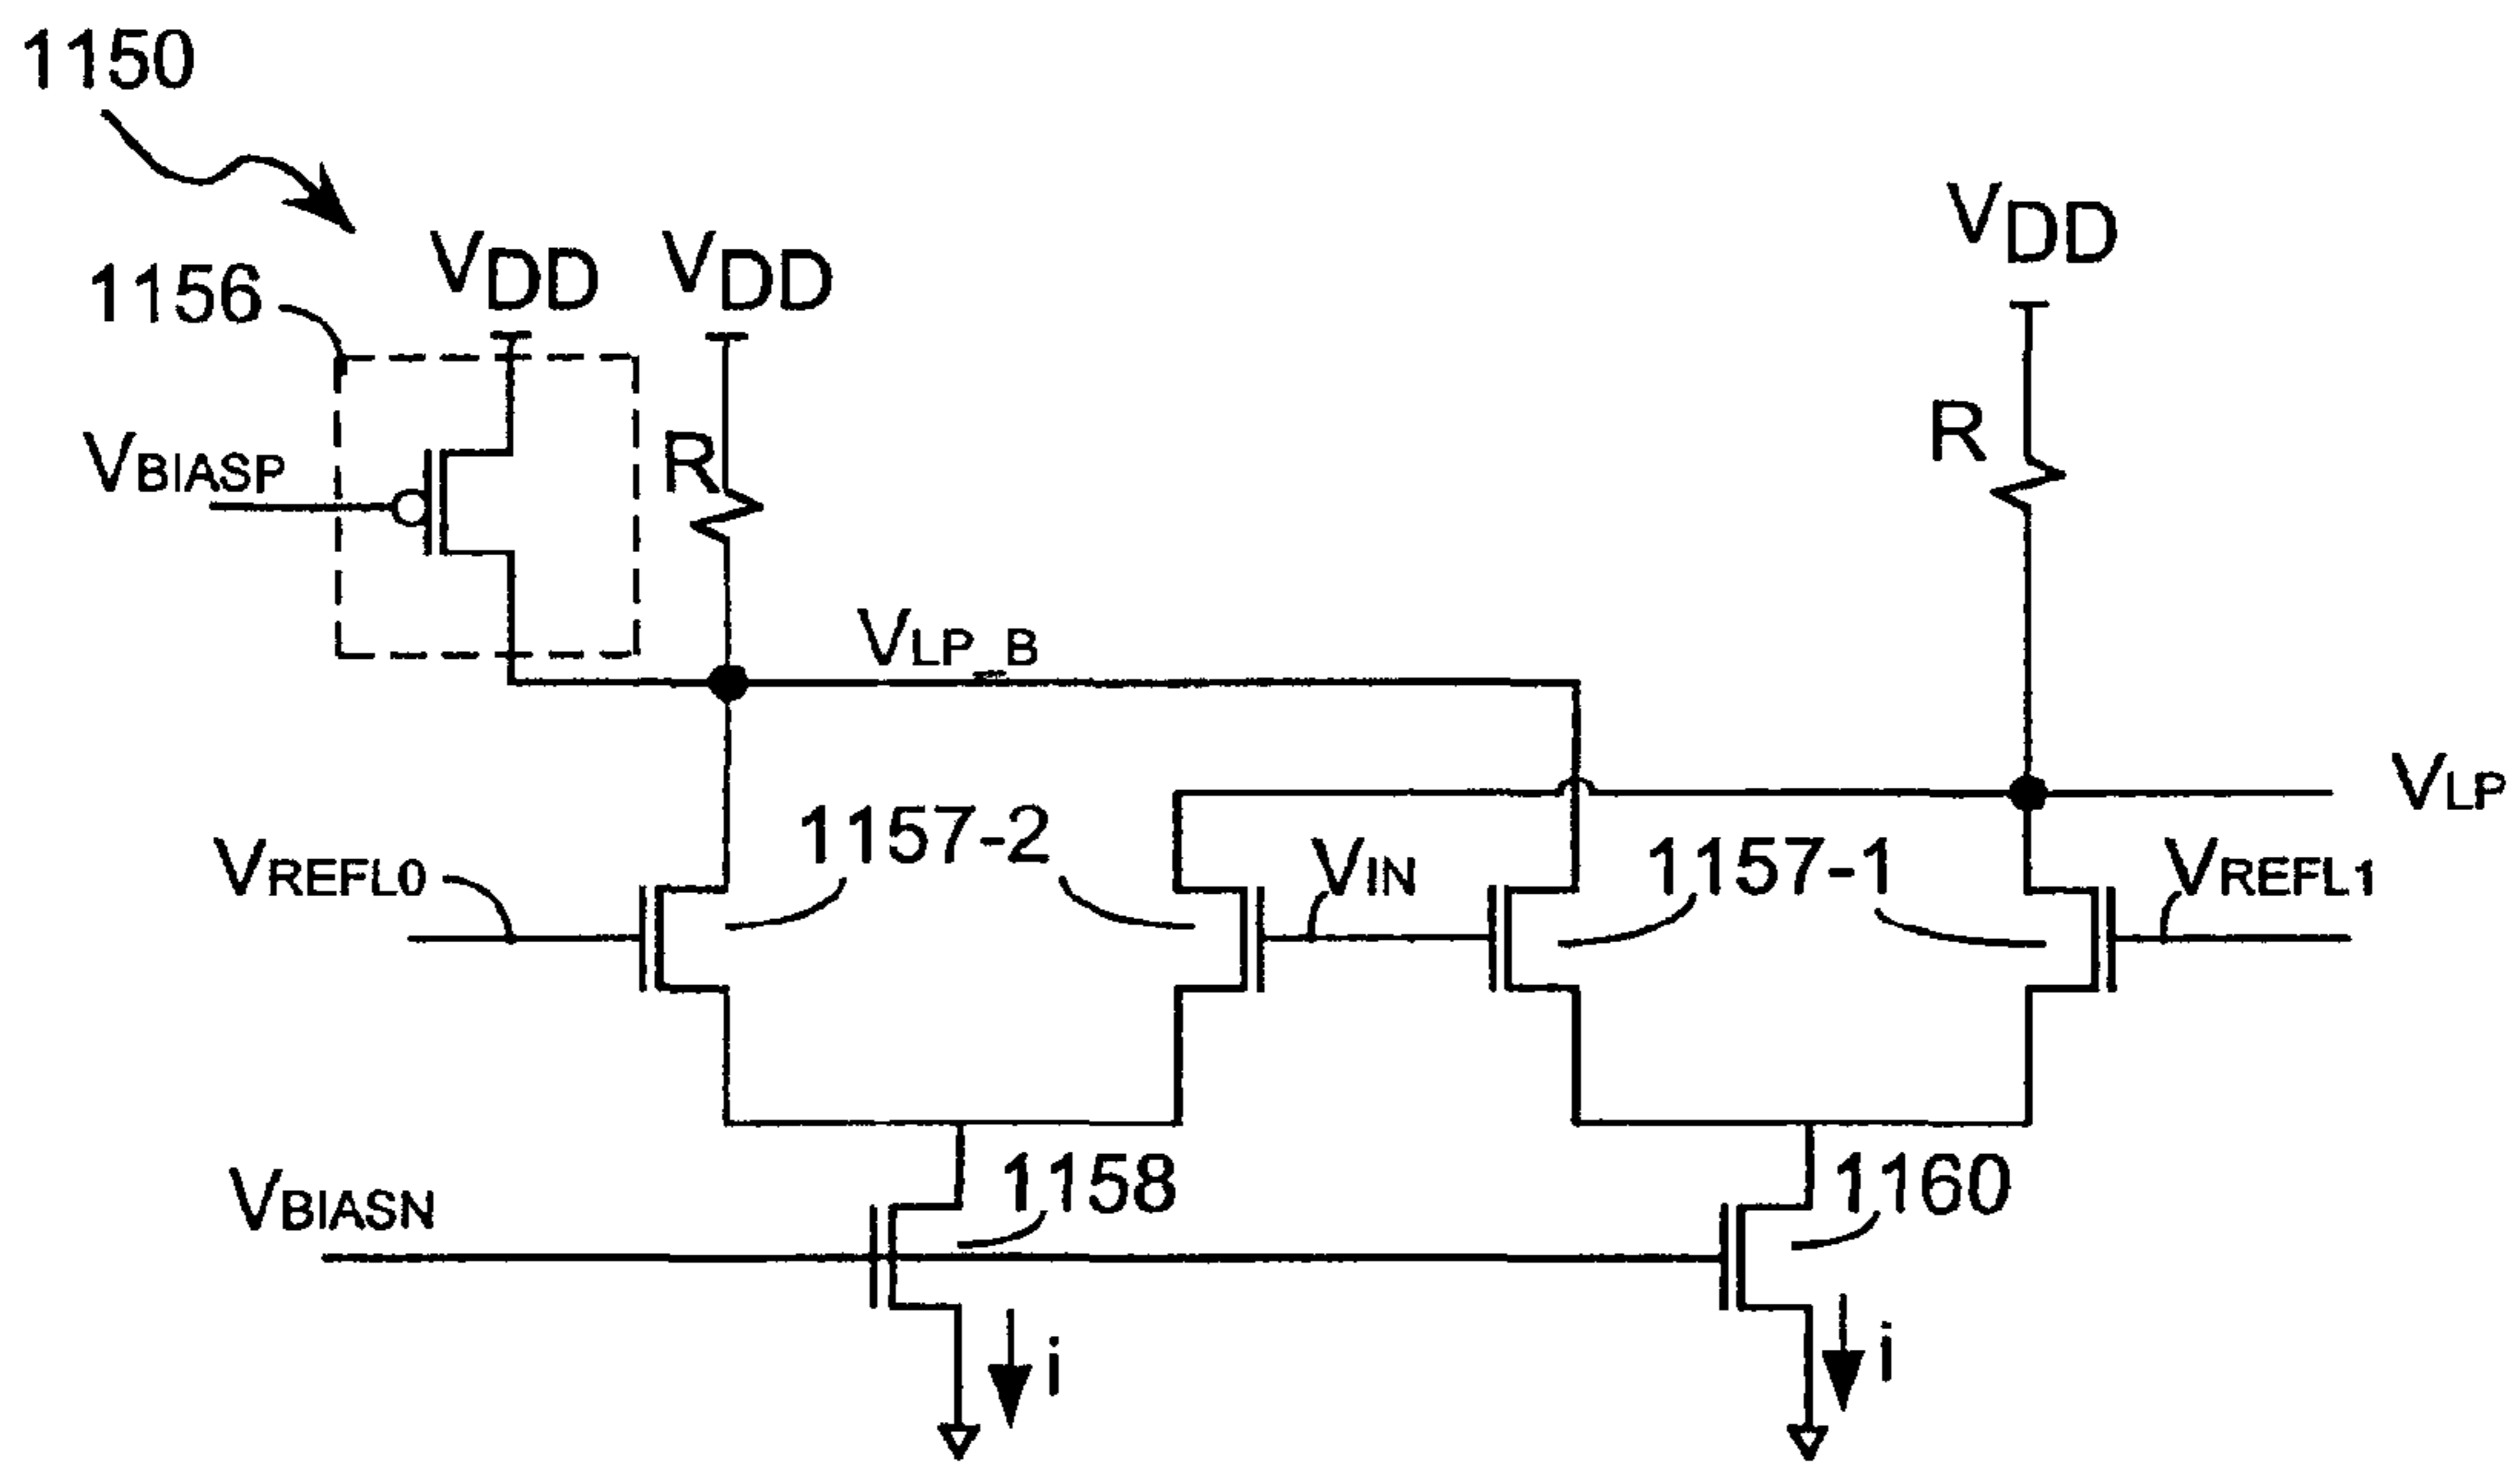 1150
VDD
VDD
VDD
1156
R
R
VBIASP
VLP_B
VLP
1157-2
VIN
1157-1
VREFL0
VREFL1
1158
1160
VBIASN
i
i